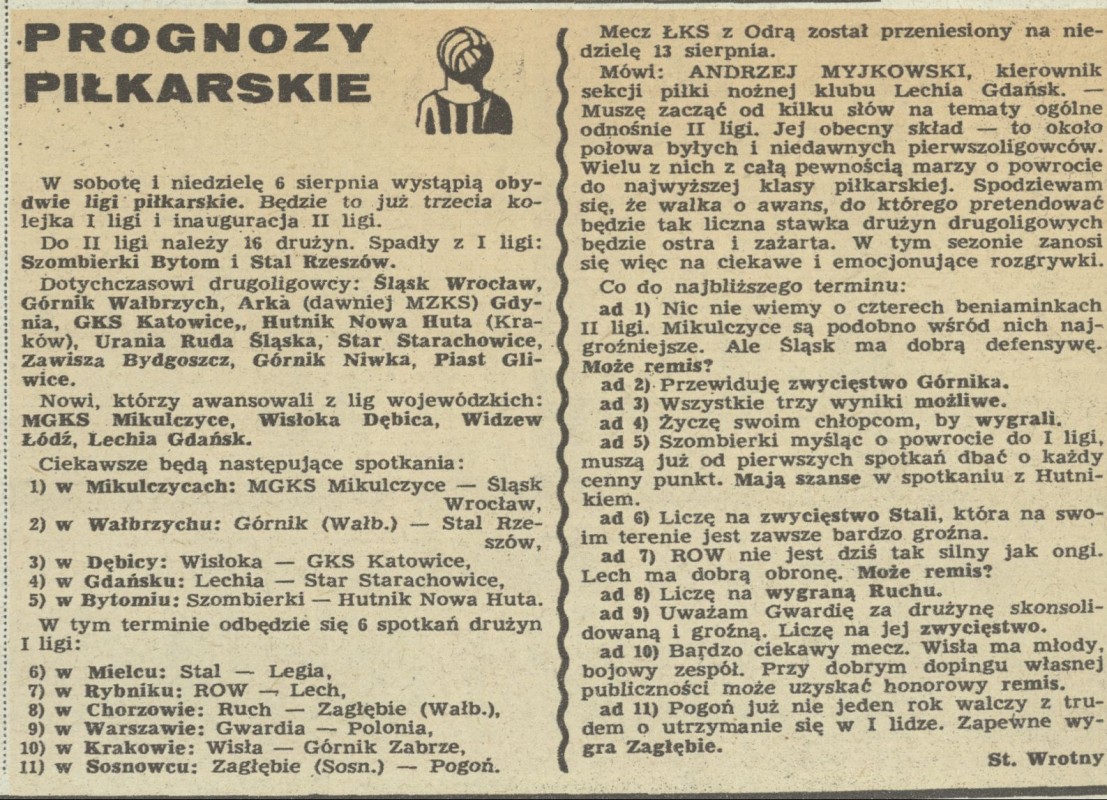 PROGNOZY
PIŁKARSKIE
W sobotę i niedzielę 6 sierpnia wystąpią oby-
dwie ligi piłkarskie. Będzie to już trzecia ko-
lejka I ligi i inauguracja II ligi.
Do II ligi należy 16 drużyn. Spadły z I ligi:
Szombierki Bytom i Stal Rzeszów.
Dotychczasowi drugoligowcy: Śląsk Wrocław,
Górnik Wałbrzych, Arka (dawniej MZKS) Gdy-
nia, GKS Katowice,, Hutnik Nowa Huta (Kra-
ków), Urania Ruda Śląska, Star Starachowice,
Zawisza Bydgoszcz, Górnik Niwka, Piast Gli-
wice.
Nowi, którzy awansowali z lig wojewódzkich:
MGKS Mikulczyce, Wisłoka Dębica, Widzew
Łódź, Lechia Gdańsk.
Ciekawsze będą następujące spotkania:
1) w Mikulczycach: MGKS Mikulczyce — Śląsk
Wrocław,
2) w Wałbrzychu: Górnik (Wałb.) — Stal Rze-
szów,
3) w Dębicy: Wisłoka — GKS Katowice,
4) w Gdańsku: Lechia — Star Starachowice,
5) w Bytomiu: Szombierki — Hutnik Nowa Huta.
W tym terminie odbędzie się 6 spotkań drużyn
I ligi:
6) w Mielcu: Stal — Legia,
7) w Rybniku: ROW — Lech,
8) w Chorzowie: Ruch — Zagłębie (Wałb.),
9) w Warszawie: Gwardia — Polonia,
10) w Krakowie: Wisła — Górnik Zabrze,
11) w Sosnowcu: Zagłębie (Sosn.) — Pogoń.
Mecz ŁKS z Odrą został przeniesiony na nie-
dzielę 13 sierpnia.
Mówi: ANDRZEJ MYJKOWSKI, kierownik
sekcji piłki nożnej klubu Lechia Gdańsk. —
Muszę zacząć od kilku słów na tematy ogólne
odnośnie II ligi. Jej obecny skład — to około
połowa byłych i niedawnych pierwszoligowców.
Wielu z nich z całą pewnością marzy o powrocie
do najwyższej klasy piłkarskiej. Spodziewam
się, że walka o awans, do którego pretendować
będzie tak liczna stawka drużyn drugoligowych
będzie ostra i zażarta. W tym sezonie zanosi
się więc na ciekawe i emocjonujące rozgrywki.
Co do najbliższego terminu:
ad 1) Nic nie wiemy o czterech beniaminkach
II ligi. Mikulczyce są podobno wśród nich naj-
groźniejsze. Ale Śląsk ma dobrą defensywę.
Może remis?
ad 2) Przewiduję zwycięstwo Górnika.
ad 3) Wszystkie trzy wyniki możliwe.
ad 4) Życzę swoim chłopcom, by wygrali.
ad 5) Szombierki myśląc o powrocie do I ligi,
muszą już od pierwszych spotkań dbać o każdy
cenny punkt. Mają szanse w spotkaniu z Hutni-
kiem.
ad 6) Liczę na zwycięstwo Stali, która na swo-
im terenie jest zawsze bardzo groźna.
ad 7) ROW nie jest dziś tak silny jak ongi.
Lech ma dobrą obronę. Może remis?
ad 8) Liczę na wygraną Ruchu.
ad 9) Uważam Gwardię za drużynę skonsoli-
dowaną i groźną. Liczę na jej zwycięstwo.
ad 10) Bardzo ciekawy mecz. Wisła ma młody,
bojowy zespół. Przy dobrym dopingu własnej
publiczności może uzyskać honorowy remis.
ad 11) Pogoń już nie jeden rok walczy z tru-
dem o utrzymanie się w I lidze. Zapewne wy-
gra Zagłębie.
St. Wrotny